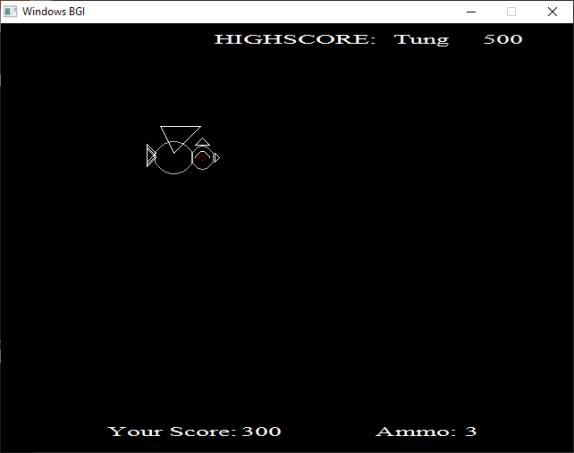 Windows BGI
HIGHSCORE: Tung 500
Your Score: 300 Ammo: 3